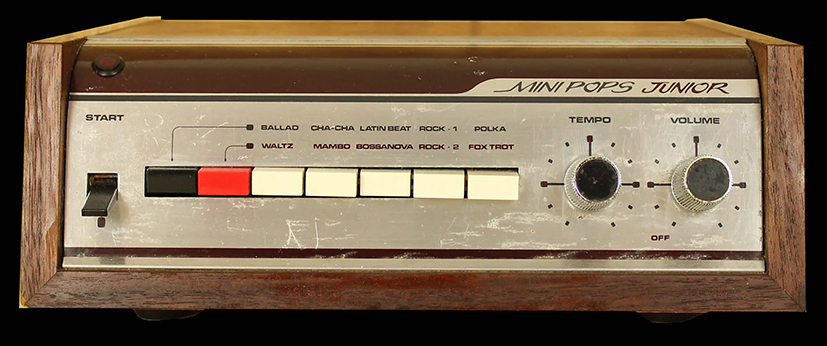 MINI POPS JUNIOR
START
BALLAD CHA-CHA LATIN BEAT ROCK - 1 POLKA
WALTZ MAMBO BOSSANOVA ROCK - 2 FOX TROT
TEMPO
VOLUME
OFF